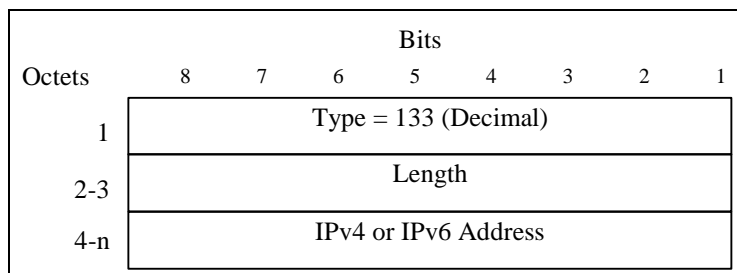 Bits
Octets 8 7 6 5 4 3 2 1
1 Type = 133 (Decimal)
2-3 Length
4-n IPv4 or IPv6 Address